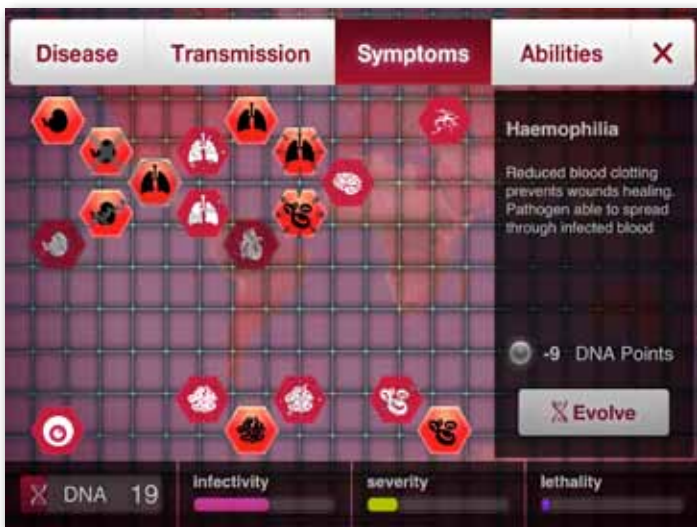 Disease Transmission Symptoms Abilities X
Haemophilia
Reduced blood clotting
prevents wounds healing.
Pathogen able to spread
through infected blood
-9 DNA Points
Evolve
DNA 19
infectivity severity lethality